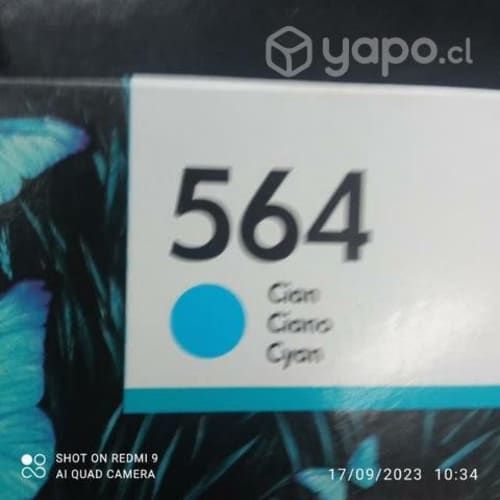 yapo.cl
564
Cian
Ciano
Cyan
SHOT ON REDMI 9
AI QUAD CAMERA
17/09/2023 10:34